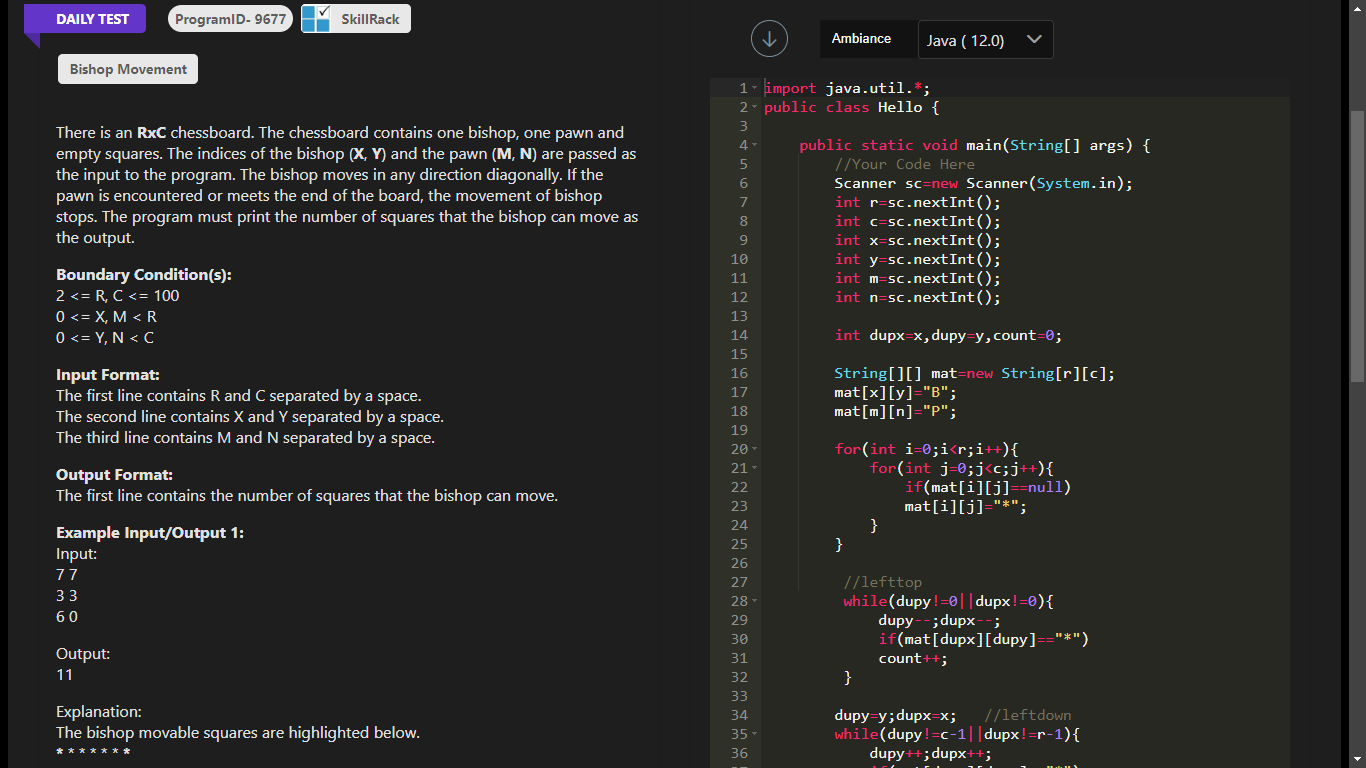 DAILY TEST
ProgramID- 9677
SkillRack
Bishop Movement
There is an RxC chessboard. The chessboard contains one bishop, one pawn and
empty squares. The indices of the bishop (X, Y) and the pawn (M, N) are passed as
the input to the program. The bishop moves in any direction diagonally. If the
pawn is encountered or meets the end of the board, the movement of bishop
stops. The program must print the number of squares that the bishop can move as
the output.
Boundary Condition(s):
2 <= R, C <= 100
0 <= X, M < R
0 <= Y, N < C
Input Format:
The first line contains R and C separated by a space.
The second line contains X and Y separated by a space.
The third line contains M and N separated by a space.
Output Format:
The first line contains the number of squares that the bishop can move.
Example Input/Output 1:
Input:
7 7
3 3
6 0
Output:
11
Explanation:
The bishop movable squares are highlighted below.
* * * * * * *
Ambiance
Java ( 12.0)
1 import java.util.*;
2 public class Hello {
3
4 public static void main(String[] args) {
5 //Your Code Here
6 Scanner sc=new Scanner(System.in);
7 int r=sc.nextInt();
8 int c=sc.nextInt();
9 int x=sc.nextInt();
10 int y=sc.nextInt();
11 int m=sc.nextInt();
12 int n=sc.nextInt();
13
14 int dupx=x,dupy=y,count=0;
15
16 String[][] mat=new String[r][c];
17 mat[x][y]="B";
18 mat[m][n]="P";
19
20 for(int i=0;i<r;i++){
21 for(int j=0;j<c;j++){
22 if(mat[i][j]==null)
23 mat[i][j]="*";
24 }
25 }
26
27 //lefttop
28 while(dupy!=0||dupx!=0){
29 dupy--;dupx--;
30 if(mat[dupx][dupy]=="*")
31 count++;
32 }
33
34 dupy=y;dupx=x; //leftdown
35 while(dupy!=c-1||dupx!=r-1){
36 dupy++;dupx++;